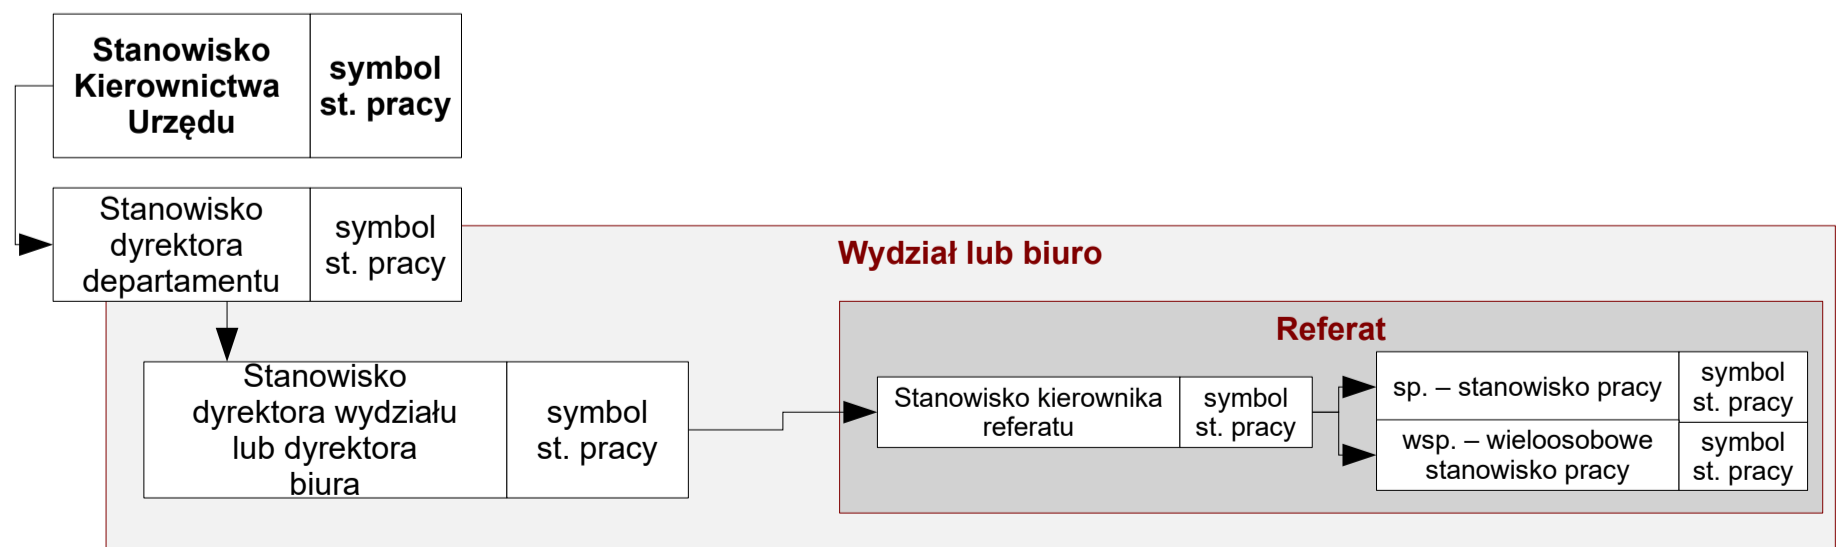 Stanowisko
Kierownictwa
Urzędu
symbol
st. pracy
Stanowisko
dyrektora
departamentu
symbol
st. pracy
Wydział lub biuro
Stanowisko
dyrektora wydziału
lub dyrektora
biura
symbol
st. pracy
Referat
Stanowisko kierownika
referatu
symbol
st. pracy
sp. – stanowisko pracy
symbol
st. pracy
wsp. – wieloosobowe
stanowisko pracy
symbol
st. pracy